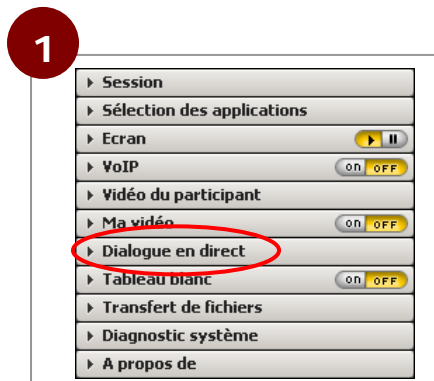 1
Session
Sélection des applications
Ecran
VoIP on OFF
Vidéo du participant
Ma vidéo on OFF
Dialogue en direct
Tableau blanc on OFF
Transfert de fichiers
Diagnostic système
A propos de